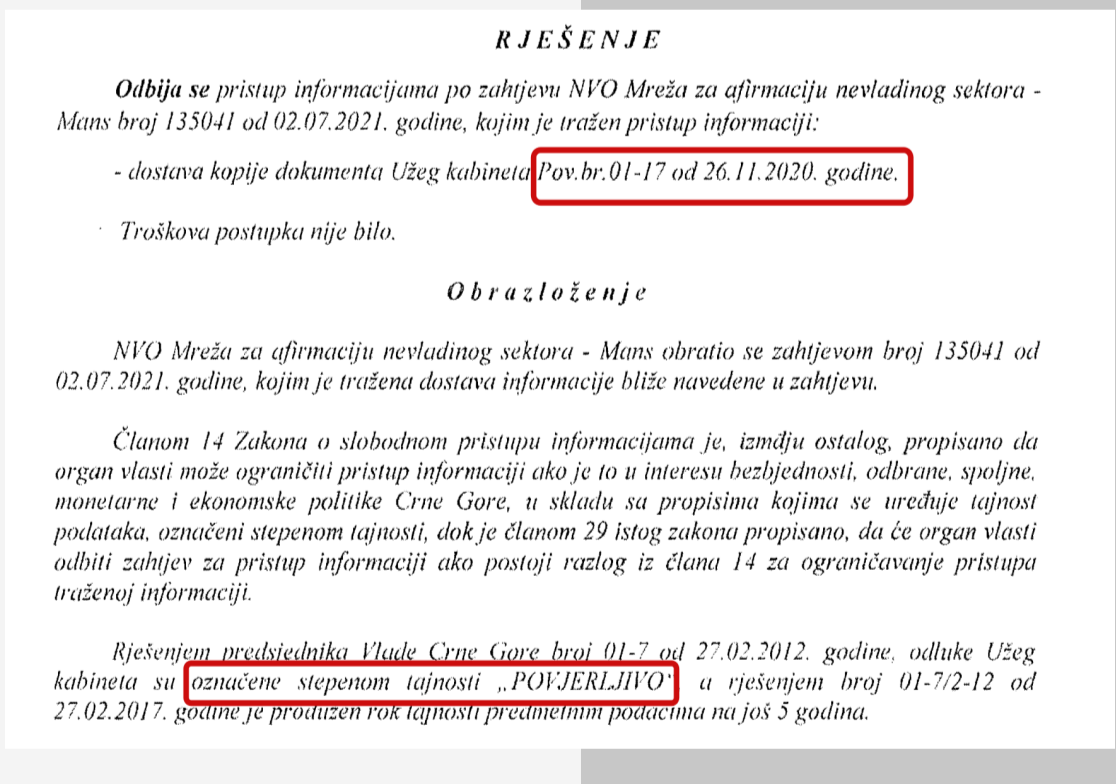 R J E Š E N J E
Odbija se pristup informacijama po zahtjevu NVO Mreža za afirmaciju nevladinog sektora -
Mans broj 135041 od 02.07.2021. godine, kojim je tražen pristup informaciji:
- dostava kopije dokumenta Užeg kabineta Pov.br.01-17 od 26.11.2020. godine.
Troškova postupka nije bilo.
O b r a z l o ž e nj e
NVO Mreža za afirmaciju nevladinog sektora - Mans obratio se zahtjevom broj 135041 od
02.07.2021. godine, kojim je tražena dostava informacije bliže navedene u zahtjevu.
Članom 14 Zakona o slobodnom pristupu informacijama je, izmđju ostalog, propisano da
organ vlasti može ograničiti pristup informaciji ako je to u interesu bezbjednosti, odbrane, spoljne,
monetarne i ekonomske politike Crne Gore, u skladu sa propisima kojima se uređuje tajnost
podataka, označeni stepenom tajnosti, dok je članom 29 istog zakona propisano, da će organ vlasti
odbiti zahtjev za pristup informaciji ako postoji razlog iz člana 14 za ograničavanje pristupa
traženoj informaciji.
Rješenjem predsjednika Vlade Crne Gore broj 01-7 od 27.02.2012. godine, odluke Užeg
kabineta su označene stepenom tajnosti „POVJERLJIVO“ a rješenjem broj 01-7/2-12 od
27.02.2017. godine je produžen rok tajnosti predmetnim podacima na još 5 godina.